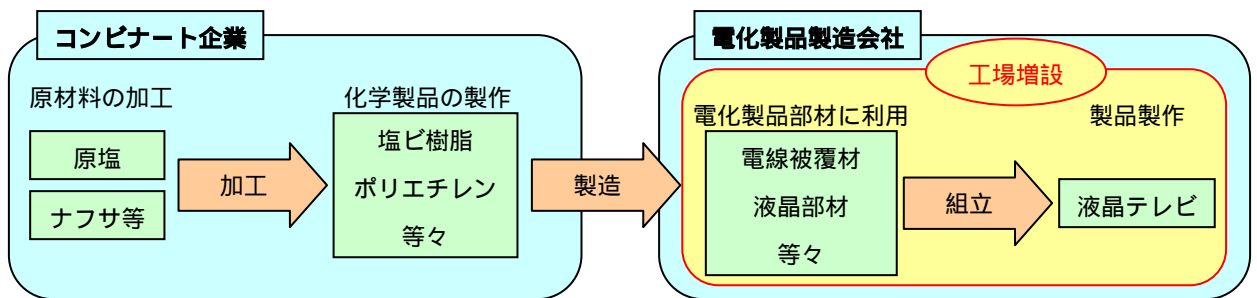 コンビナート企業
原材料の加工
原塩
ナフサ等
加工
化学製品の製作
塩ビ樹脂
ポリエチレン
等々
製造
電化製品製造会社
工場増設
電化製品部材に利用
電線被覆材
液晶部材
等々
組立
製品製作
液晶テレビ